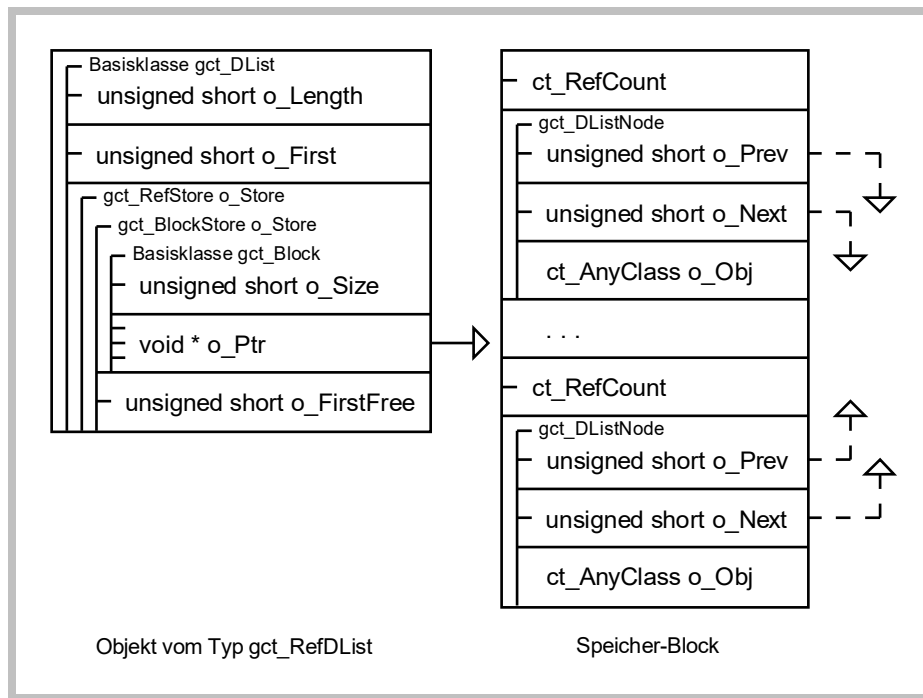 Basisklasse gct_DList
unsigned short o_Length
unsigned short o_First
gct_RefStore o_Store
gct_BlockStore o_Store
Basisklasse gct_Block
unsigned short o_Size
void * o_Ptr
unsigned short o_FirstFree
Objekt vom Typ gct_RefDList
ct_RefCount
gct_DListNode
unsigned short o_Prev
unsigned short o_Next
ct_AnyClass o_Obj
. . .
ct_RefCount
gct_DListNode
unsigned short o_Prev
unsigned short o_Next
ct_AnyClass o_Obj
Speicher-Block